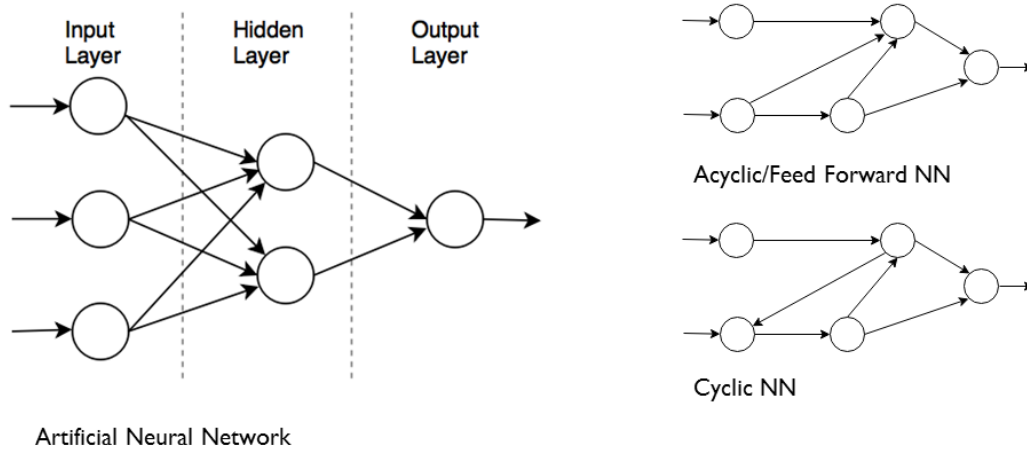 Input
Layer
Hidden
Layer
Output
Layer
Artificial Neural Network
Acyclic/Feed Forward NN
Cyclic NN